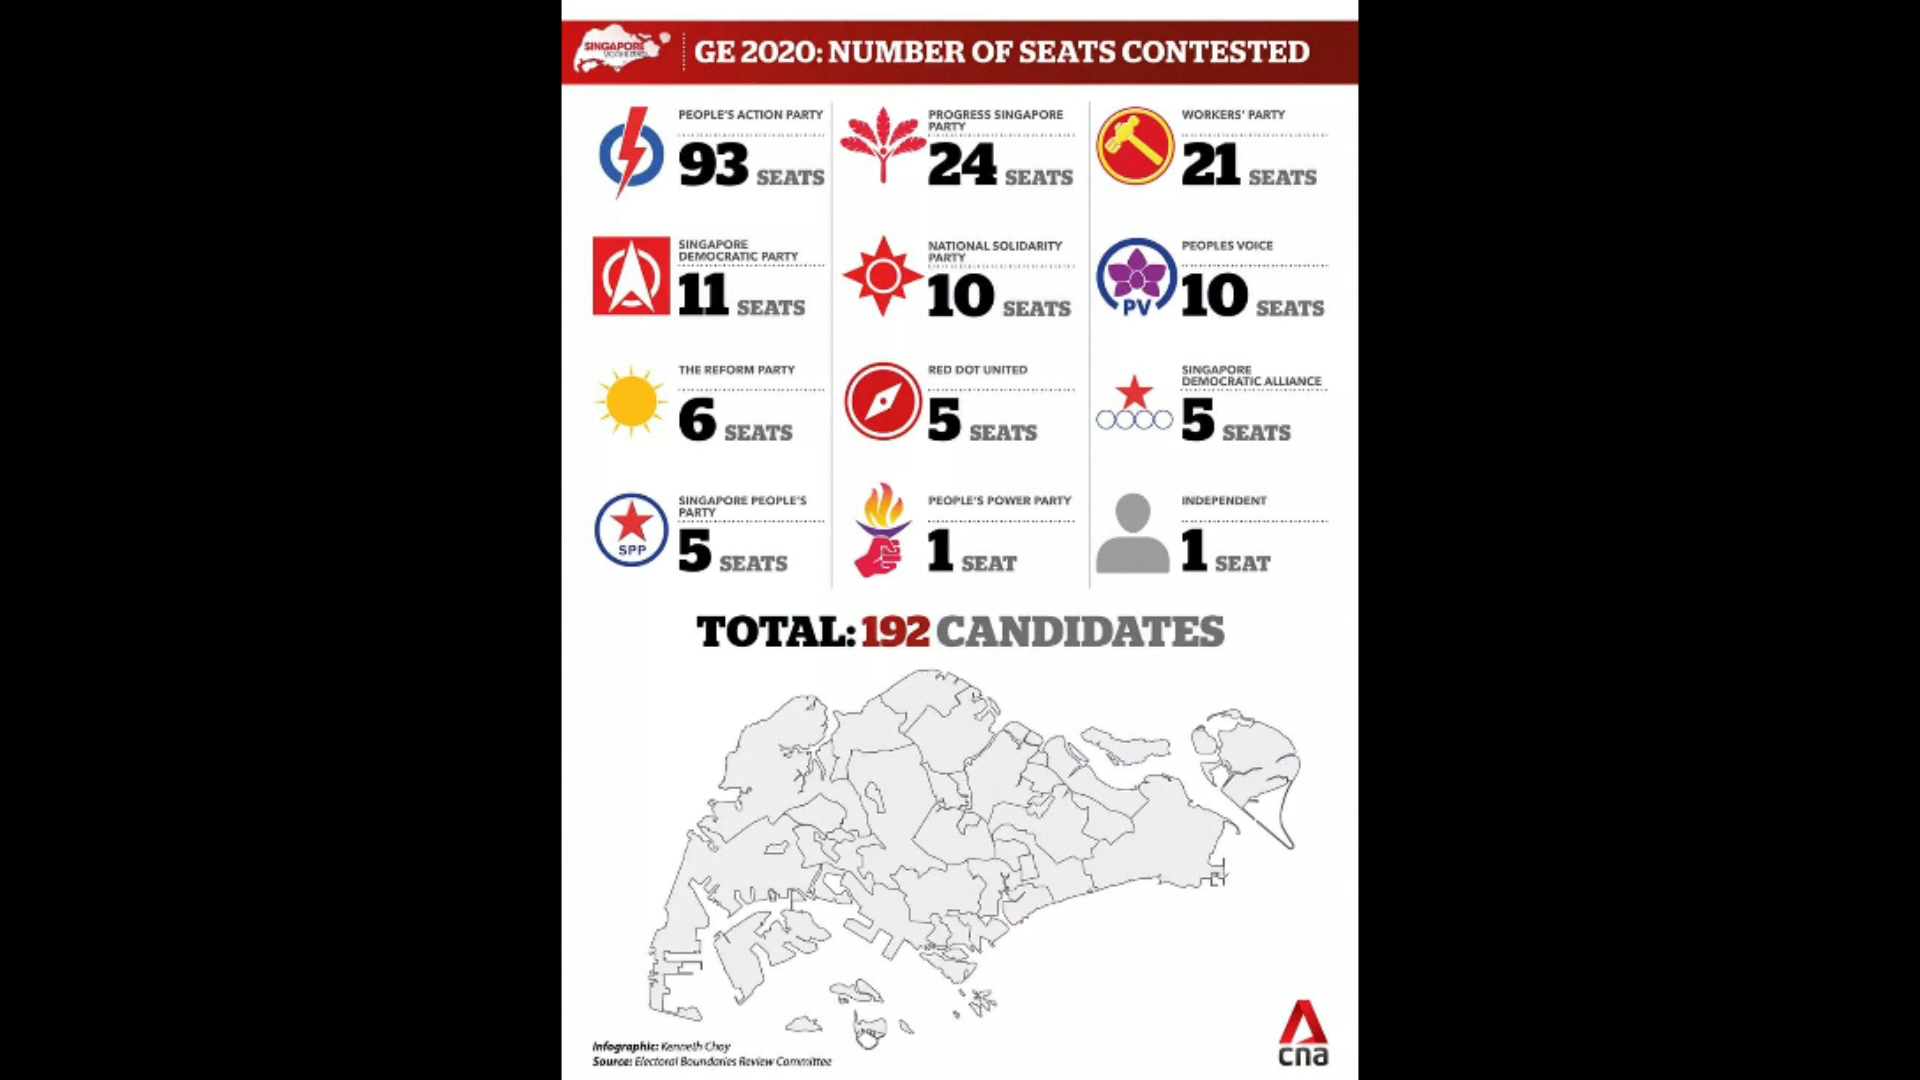 SINGAPORE
GE 2020: NUMBER OF SEATS CONTESTED
PEOPLE'S ACTION PARTY
93 SEATS
PROGRESS SINGAPORE
PARTY
24 SEATS
WORKERS' PARTY
21 SEATS
SINGAPORE
DEMOCRATIC PARTY
11 SEATS
NATIONAL SOLIDARITY
PARTY
10 SEATS
PEOPLES VOICE
PV
10 SEATS
THE REFORM PARTY
6 SEATS
RED DOT UNITED
5 SEATS
SINGAPORE
DEMOCRATIC ALLIANCE
5 SEATS
SINGAPORE PEOPLE'S
PARTY
SPP
5 SEATS
PEOPLE'S POWER PARTY
1 SEAT
INDEPENDENT
1 SEAT
TOTAL: 192 CANDIDATES
Infographic: Kenneth Choy
Source: Electoral Boundaries Review Committee
cna